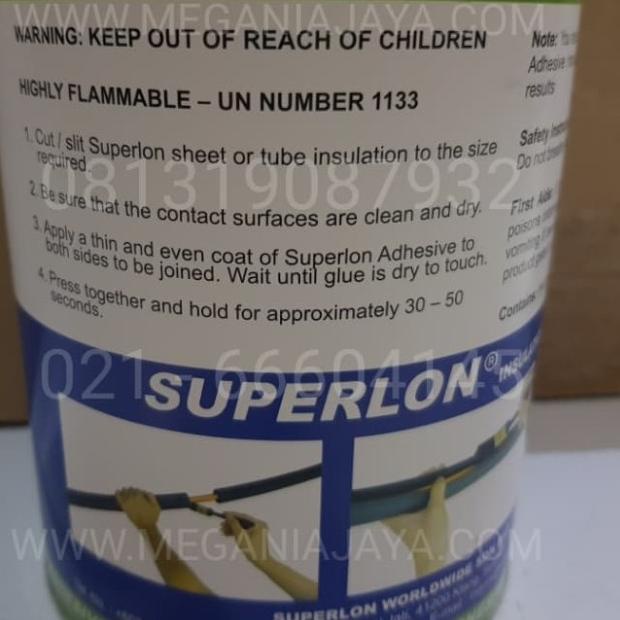 WWW.MEGANIAJAYA.COM
WARNING: KEEP OUT OF REACH OF CHILDREN
HIGHLY FLAMMABLE – UN NUMBER 1133
1. Cut / slit Superlon sheet or tube insulation to the size
required.
2. Be sure that the contact surfaces are clean and dry.
3. Apply a thin and even coat of Superlon Adhesive to
both sides to be joined. Wait until glue is dry to touch.
4. Press together and hold for approximately 30 – 50
seconds.
Note:
Adhesive
results
Safety
Do not
First Aid:
081319087932
021-
SUPERLON®
WWW.MEGANIAJAYA.COM
SUPERLON WORLDWIDE
41200